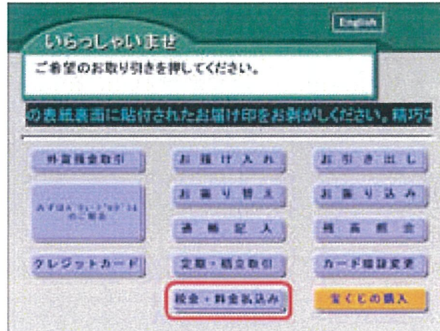 English
いらっしゃいませ
ご希望のお取り引きを押してください。
の表紙裏面に貼付されたお届け印をお剥がしください。精巧な
外貨預金取引
お預け入れ
お引き出し
お振り替え
お振り込み
のご照会
通帳記入
残高照会
クレジットカード
定期・積立取引
カード暗証変更
税金・料金払込み
宝くじの購入